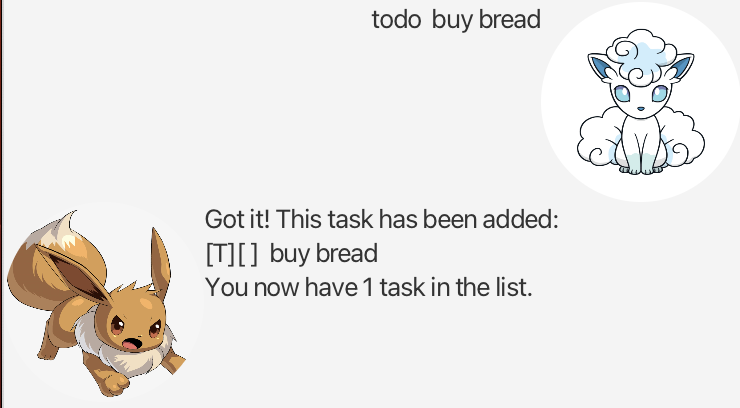 todo  buy bread
Got it! This task has been added:
[T][ ]  buy bread
You now have 1 task in the list.